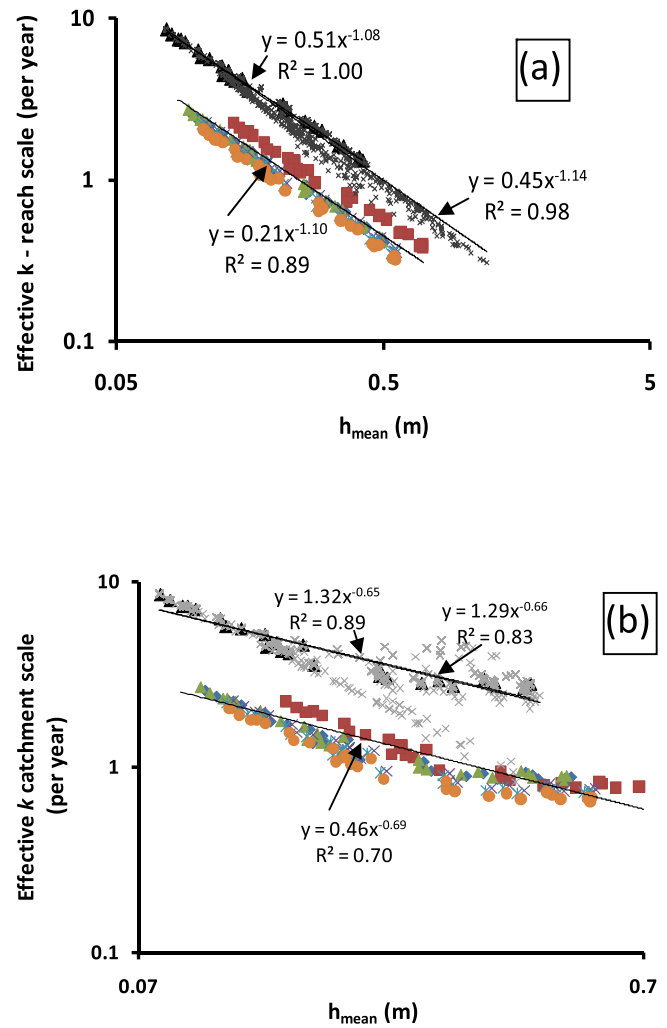 10
(a)
y = 0.51x^-1.08
R² = 1.00
Effective k - reach scale (per year)
1
y = 0.45x^-1.14
R² = 0.98
y = 0.21x^-1.10
R² = 0.89
0.1
0.05
0.5
5
h_mean (m)
10
(b)
y = 1.32x^-0.65
R² = 0.89
y = 1.29x^-0.66
R² = 0.83
Effective k catchment scale
(per year)
1
y = 0.46x^-0.69
R² = 0.70
0.1
0.07
0.7
h_mean (m)